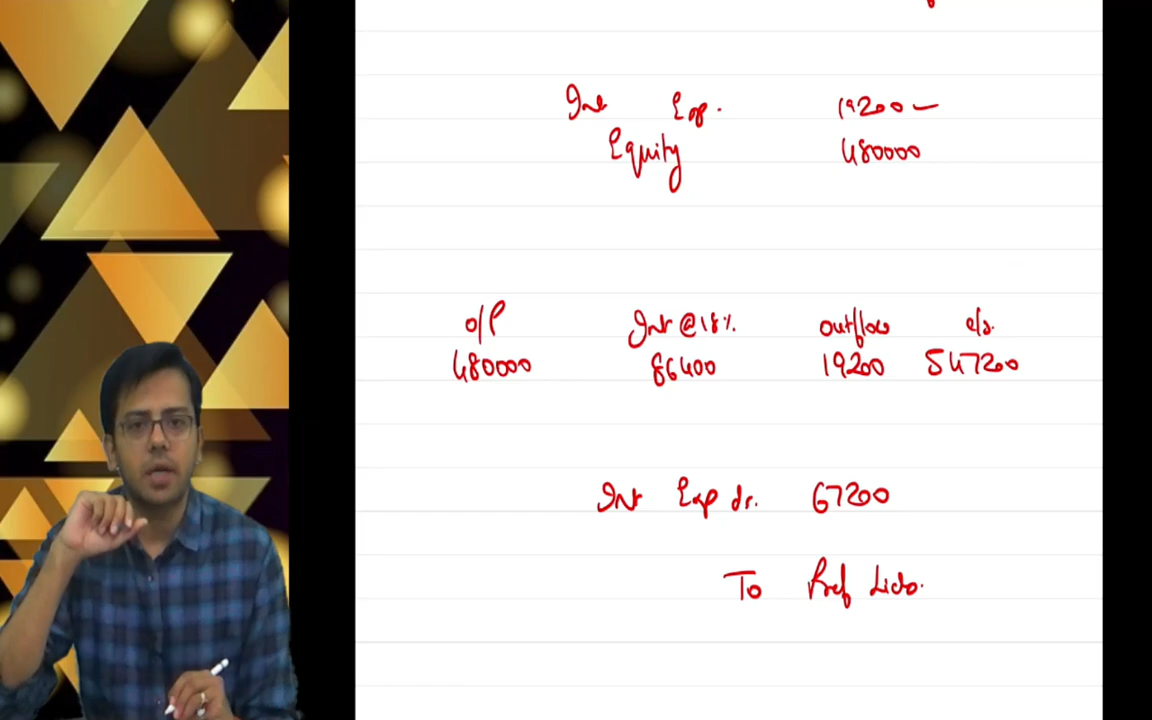 Int Exp. 19200 —
Equity 480000
O/P Int @ 18% outflow c/s.
480000 86400 19200 547200
Int Exp dr. 67200
To Pref Liab.